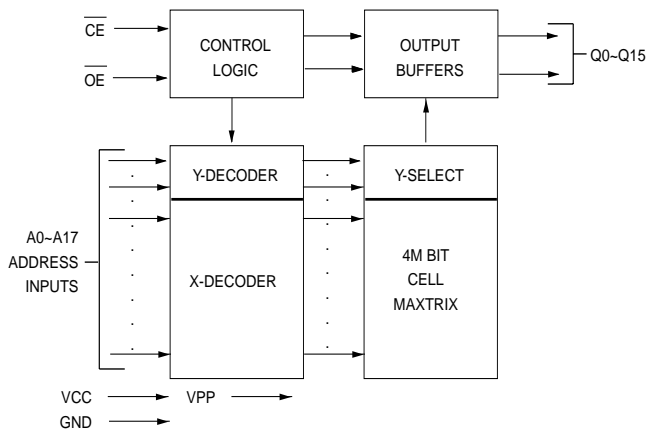 CE
CONTROL
LOGIC
OUTPUT
BUFFERS
Q0~Q15
OE
Y-DECODER
Y-SELECT
A0~A17
ADDRESS
INPUTS
X-DECODER
4M BIT
CELL
MAXTRIX
VCC
VPP
GND